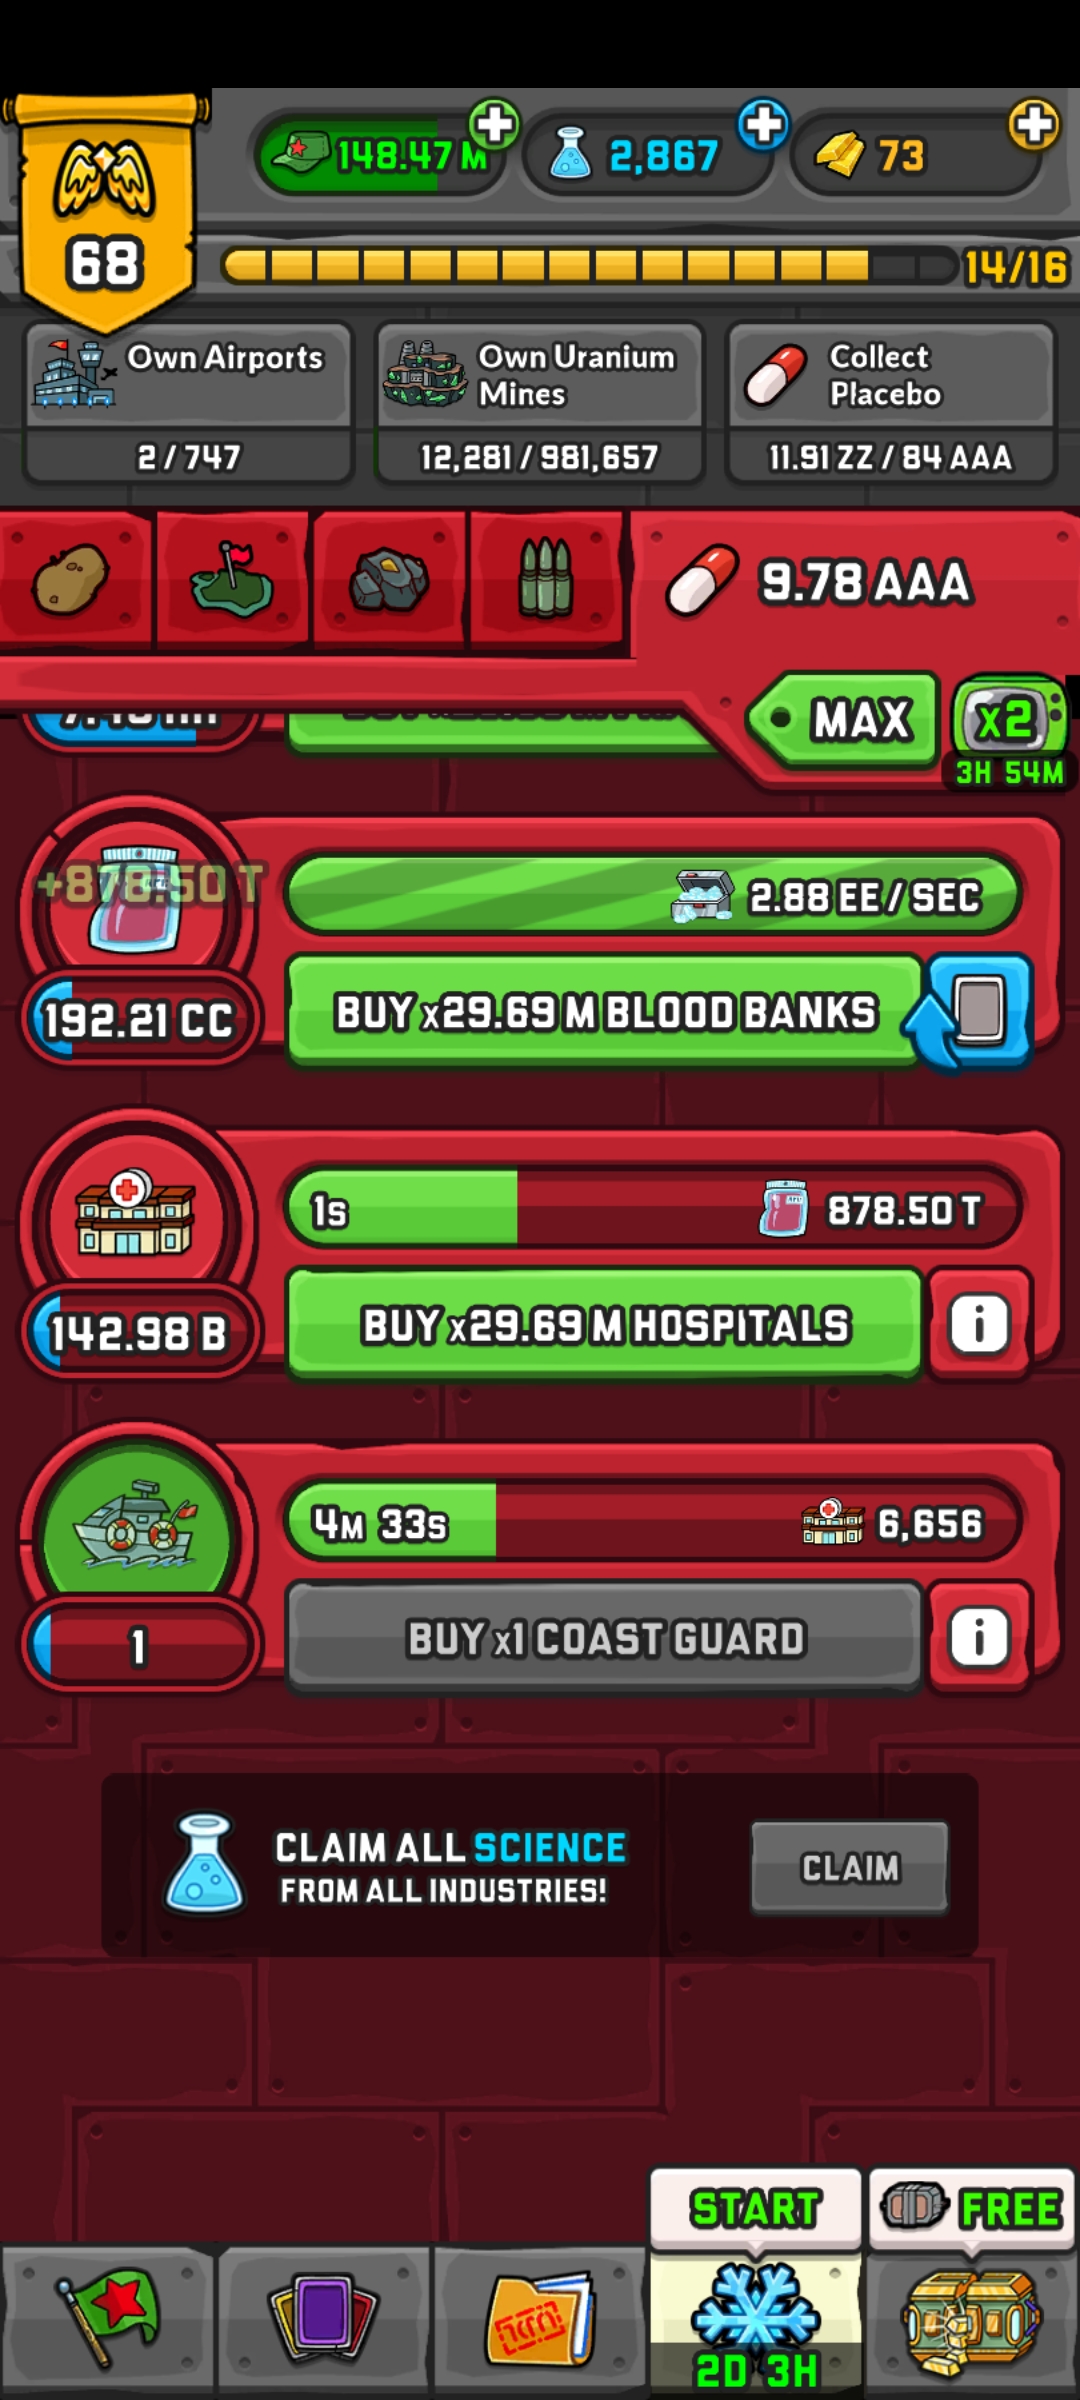 148.47 M
2,867
73
68
14/16
Own Airports
2 / 747
Own Uranium
Mines
12,281 / 981,657
Collect
Placebo
11.91 ZZ / 84 AAA
9.78 AAA
MAX
x2
3H 54M
+878.50 T
2.88 EE / SEC
192.21 CC
BUY x29.69 M BLOOD BANKS
1s
878.50 T
142.98 B
BUY x29.69 M HOSPITALS
i
4M 33s
6,656
1
BUY x1 COAST GUARD
i
CLAIM ALL SCIENCE
FROM ALL INDUSTRIES!
CLAIM
START
FREE
2D 3H